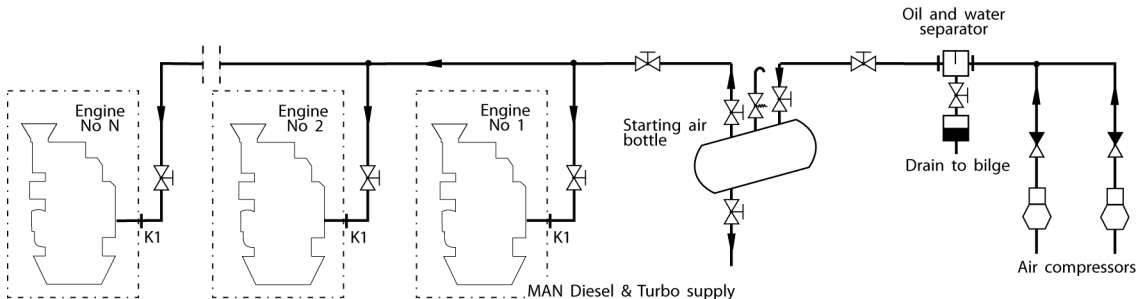 Oil and water
separator
Engine
No N
Engine
No 2
Engine
No 1
Starting air
bottle
Drain to bilge
K1
K1
K1
Air compressors
MAN Diesel & Turbo supply